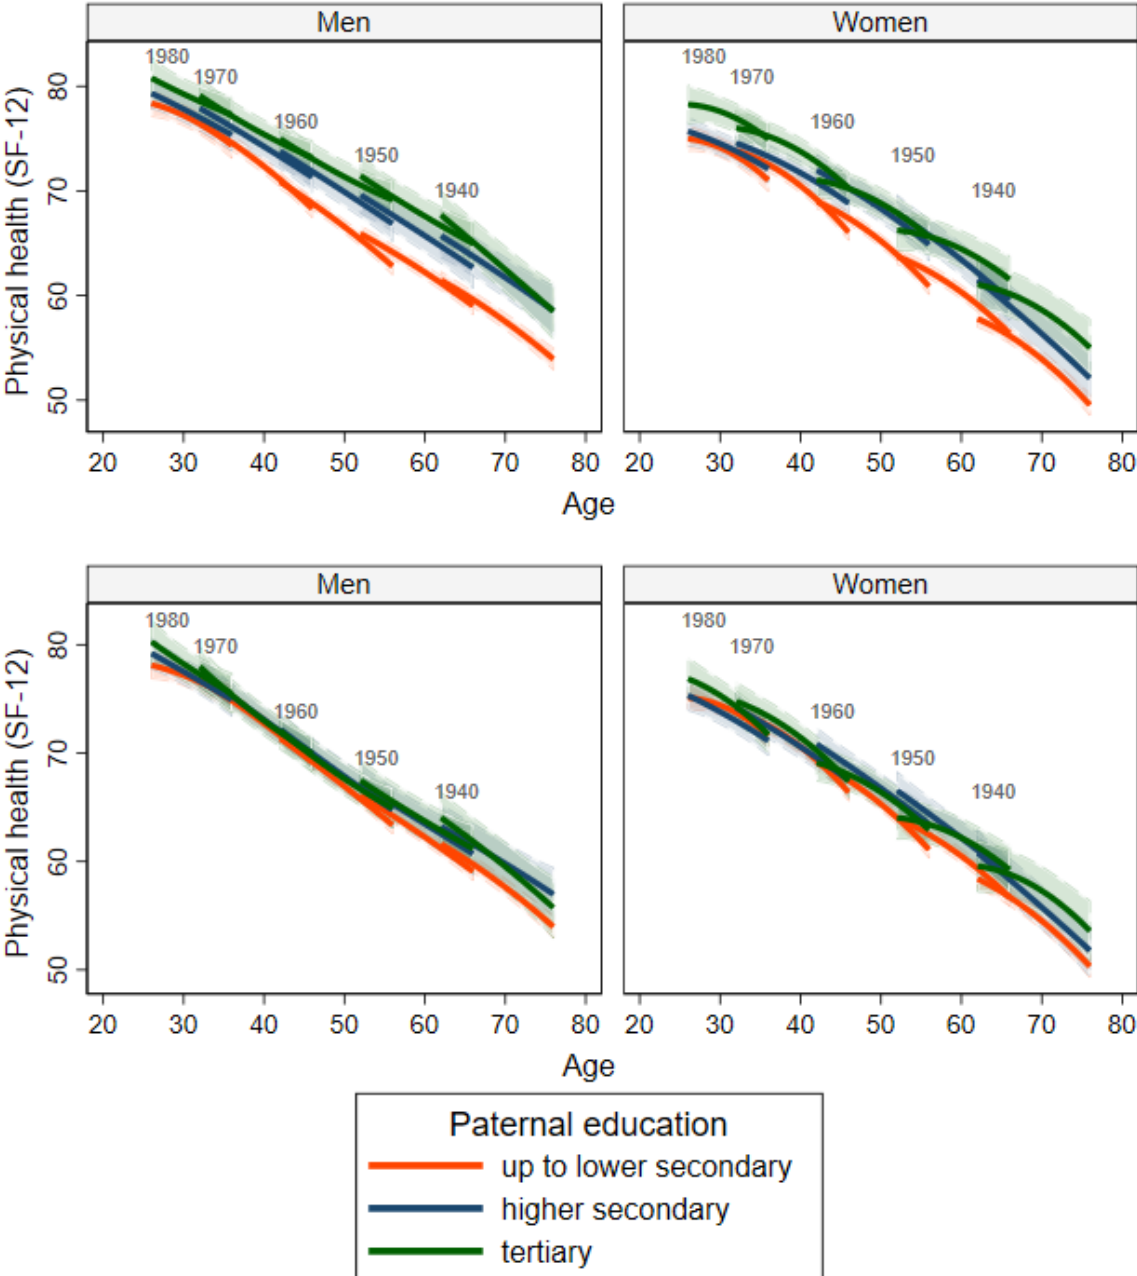 Men Women
Physical health (SF-12)
80
70
60
50
1980
1970
1960
1950
1940
1980
1970
1960
1950
1940
20 30 40 50 60 70 80 20 30 40 50 60 70 80
Age
Men Women
Physical health (SF-12)
80
70
60
50
1980
1970
1960
1950
1940
1980
1970
1960
1950
1940
20 30 40 50 60 70 80 20 30 40 50 60 70 80
Age
Paternal education
up to lower secondary
higher secondary
tertiary